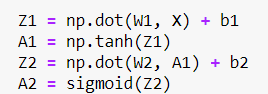 Z1 = np.dot(W1, X) + b1
A1 = np.tanh(Z1)
Z2 = np.dot(W2, A1) + b2
A2 = sigmoid(Z2)